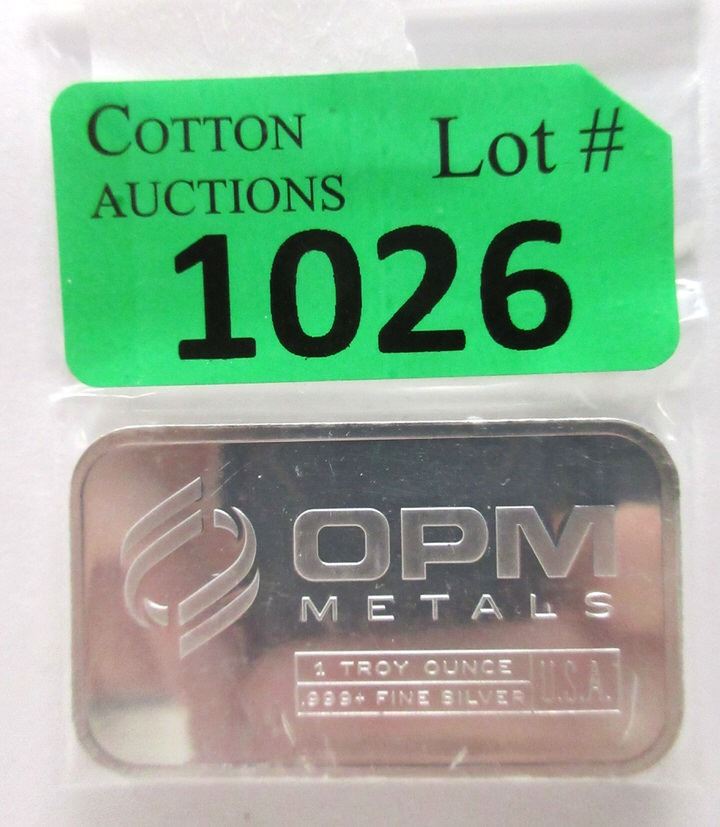 COTTON
AUCTIONS
Lot #
1026
OPM
METALS
1 TROY OUNCE
.999+ FINE SILVER
U.S.A.